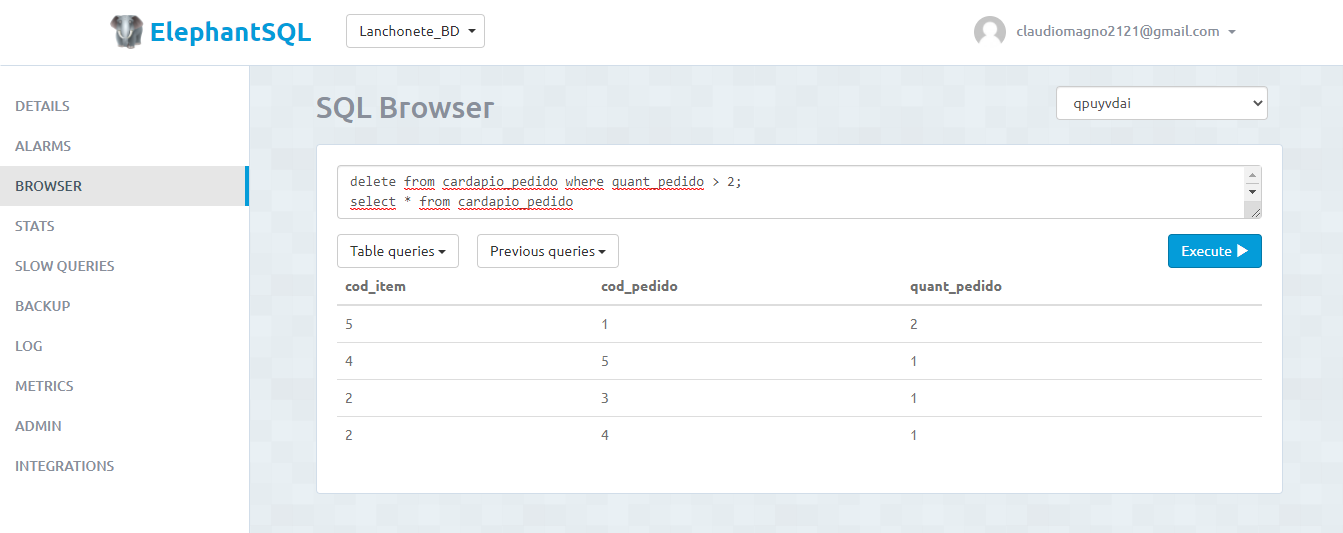 ElephantSQL Lanchonete_BD claudiomagno2121@gmail.com
DETAILS
ALARMS
BROWSER
STATS
SLOW QUERIES
BACKUP
LOG
METRICS
ADMIN
INTEGRATIONS
SQL Browser qpuyvdai
delete from cardapio_pedido where quant_pedido > 2;
select * from cardapio_pedido
Table queries Previous queries Execute
cod_item cod_pedido quant_pedido
5 1 2
4 5 1
2 3 1
2 4 1